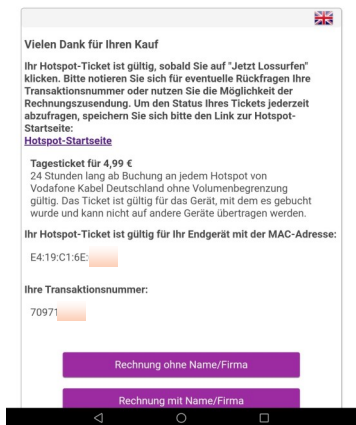 Vielen Dank für Ihren Kauf
Ihr Hotspot-Ticket ist gültig, sobald Sie auf "Jetzt Lossurfen"
klicken. Bitte notieren Sie sich für eventuelle Rückfragen Ihre
Transaktionsnummer oder nutzen Sie die Möglichkeit der
Rechnungszusendung. Um den Status Ihres Tickets jederzeit
abzufragen, speichern Sie sich bitte den Link zur Hotspot-
Startseite:
Hotspot-Startseite
Tagesticket für 4,99 €
24 Stunden lang ab Buchung an jedem Hotspot von
Vodafone Kabel Deutschland ohne Volumenbegrenzung
gültig. Das Ticket ist gültig für das Gerät, mit dem es gebucht
wurde und kann nicht auf andere Geräte übertragen werden.
Ihr Hotspot-Ticket ist gültig für Ihr Endgerät mit der MAC-Adresse:
E4:19:C1:6E:
Ihre Transaktionsnummer:
70971
Rechnung ohne Name/Firma
Rechnung mit Name/Firma